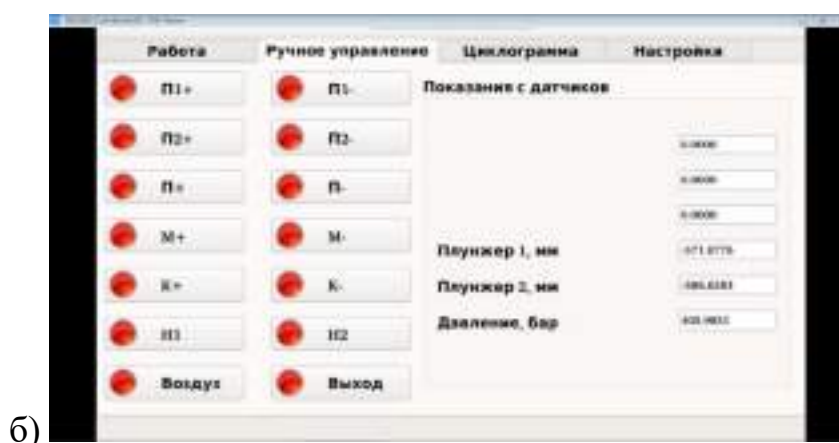 Работа Ручное управление Циклограмма Настройки
П1+ П1- Показания с датчиков
П2+ П2- 0.0000
П+ П- 0.0000
0.0000
М+ М-
Плунжер 1, мм
К+ К- Плунжер 2, мм
Н1 Н2 Давление, бар
Воздух Выход
б)